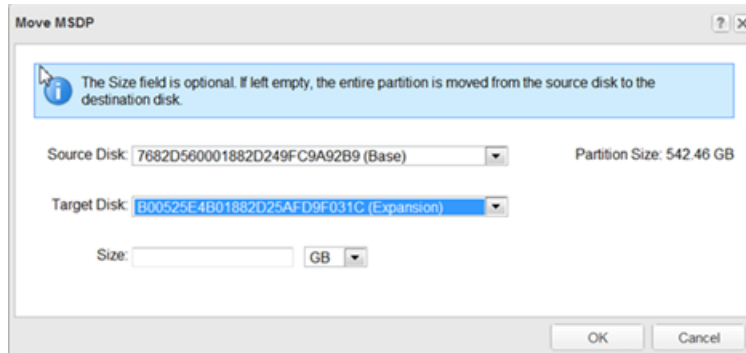 Move MSDP
The Size field is optional. If left empty, the entire partition is moved from the source disk to the
destination disk.
Source Disk: 7682D560001882D249FC9A92B9 (Base) Partition Size: 542.46 GB
Target Disk: B00525E4B01882D25AFD9F031C (Expansion)
Size: GB
OK Cancel